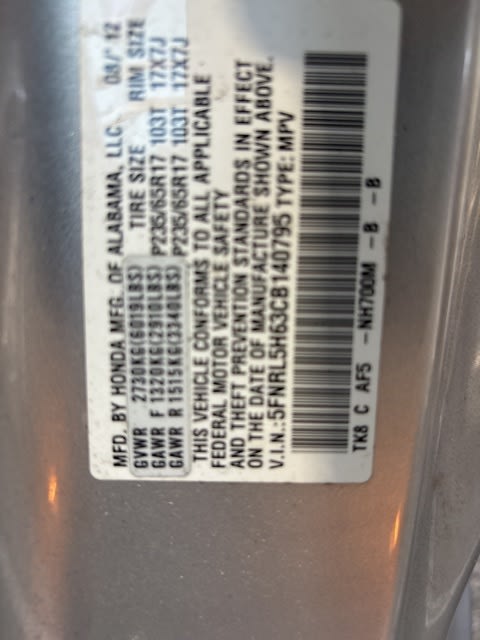 MFD. BY HONDA MFG. OF ALABAMA, LLC. 08/ 12
TIRE SIZE RIM SIZE
GVWR 2730KG(6019LBS)
GAWR F 1320KG(2910LBS) P235/65R17 103T 17X7J
GAWR R 1515KG(3340LBS) P235/65R17 103T 17X7J
THIS VEHICLE CONFORMS TO ALL APPLICABLE
FEDERAL MOTOR VEHICLE SAFETY
AND THEFT PREVENTION STANDARDS IN EFFECT
ON THE DATE OF MANUFACTURE SHOWN ABOVE.
V.I.N.:5FNRL5H63CB140795 TYPE: MPV
TK8 C AF5 -NH700M -B -B